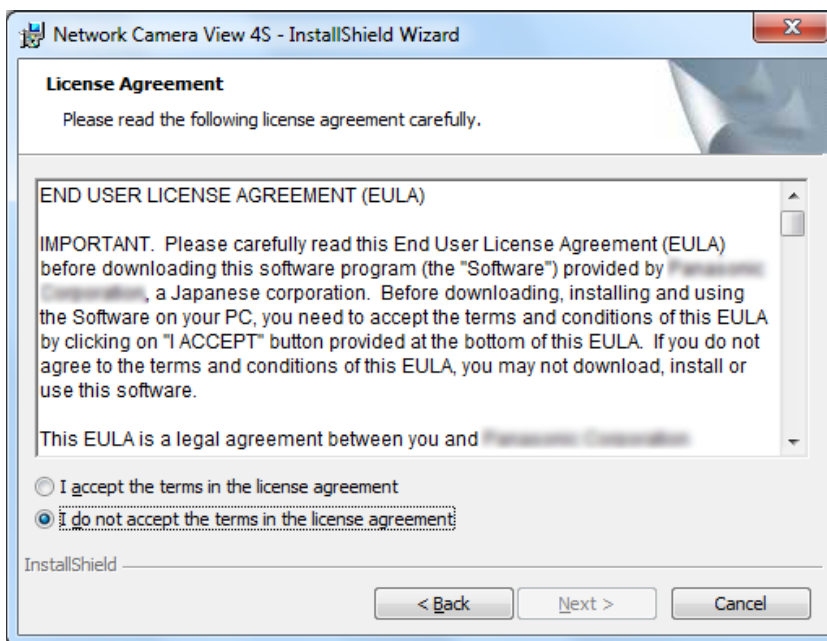 Network Camera View 4S - InstallShield Wizard
License Agreement
Please read the following license agreement carefully.
END USER LICENSE AGREEMENT (EULA)
IMPORTANT.  Please carefully read this End User License Agreement (EULA)
before downloading this software program (the "Software") provided by
, a Japanese corporation.  Before downloading, installing and using
the Software on your PC, you need to accept the terms and conditions of this EULA
by clicking on "I ACCEPT" button provided at the bottom of this EULA.  If you do not
agree to the terms and conditions of this EULA, you may not download, install or
use this software.
This EULA is a legal agreement between you and
I accept the terms in the license agreement
I do not accept the terms in the license agreement
InstallShield
< Back
Next >
Cancel